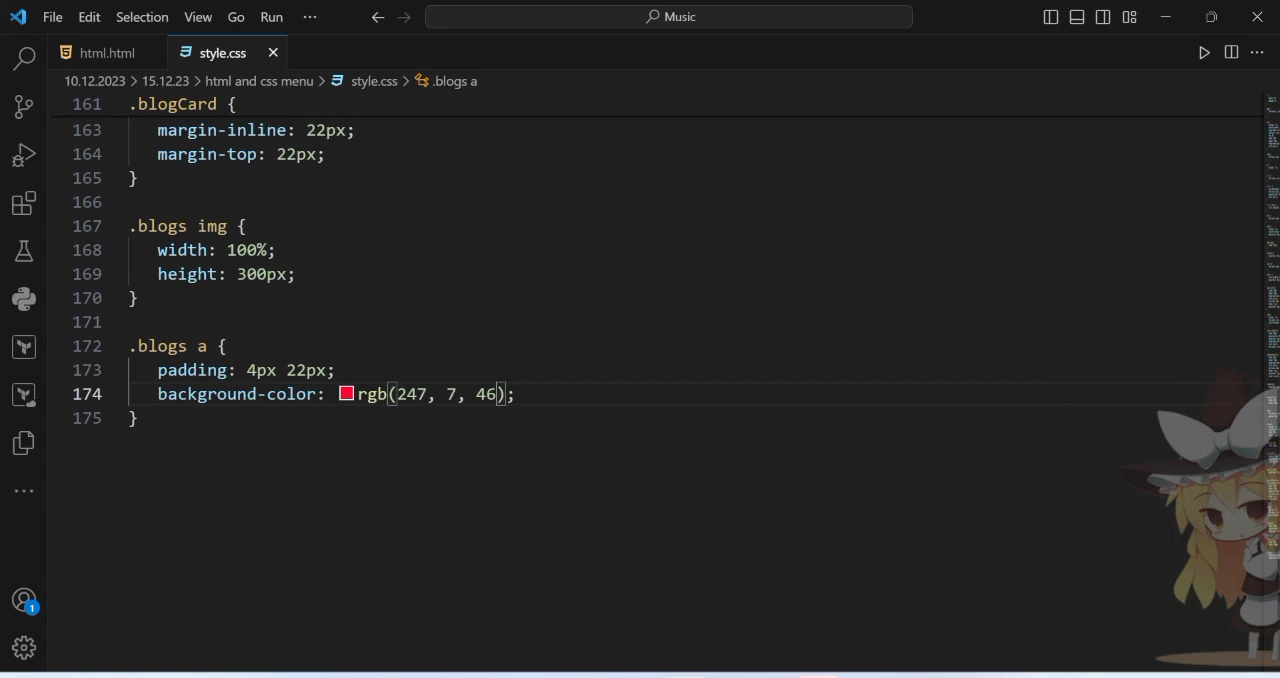 File Edit Selection View Go Run ··· Music
html.html style.css
10.12.2023 > 15.12.23 > html and css menu > style.css > .blogs a
161 .blogCard {
163 margin-inline: 22px;
164 margin-top: 22px;
165 }
166
167 .blogs img {
168 width: 100%;
169 height: 300px;
170 }
171
172 .blogs a {
173 padding: 4px 22px;
174 background-color: rgb(247, 7, 46);
175 }
1